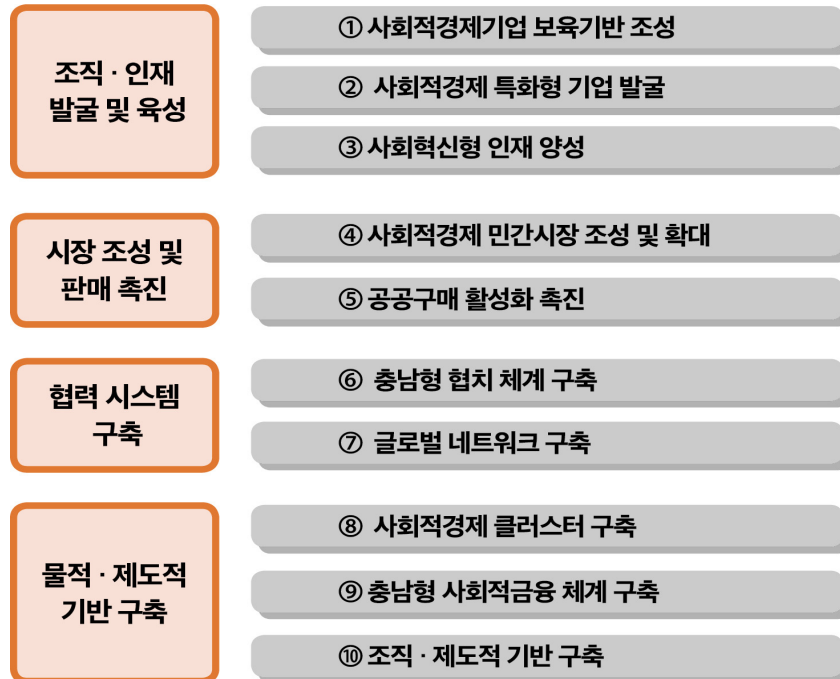 조직 · 인재
발굴 및 육성
① 사회적경제기업 보육기반 조성
② 사회적경제 특화형 기업 발굴
③ 사회혁신형 인재 양성
시장 조성 및
판매 촉진
④ 사회적경제 민간시장 조성 및 확대
⑤ 공공구매 활성화 촉진
협력 시스템
구축
⑥ 충남형 협치 체계 구축
⑦ 글로벌 네트워크 구축
물적 · 제도적
기반 구축
⑧ 사회적경제 클러스터 구축
⑨ 충남형 사회적금융 체계 구축
⑩ 조직 · 제도적 기반 구축